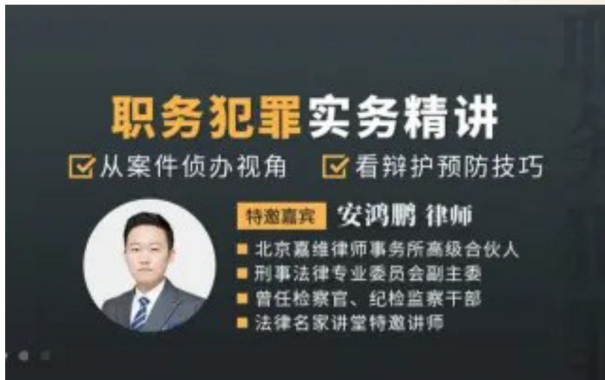 职务犯罪实务精讲
从案件侦办视角 看辩护预防技巧
特邀嘉宾 安鸿鹏 律师
北京嘉维律师事务所高级合伙人
刑事法律专业委员会副主委
曾任检察官、纪检监察干部
法律名家讲堂特邀讲师